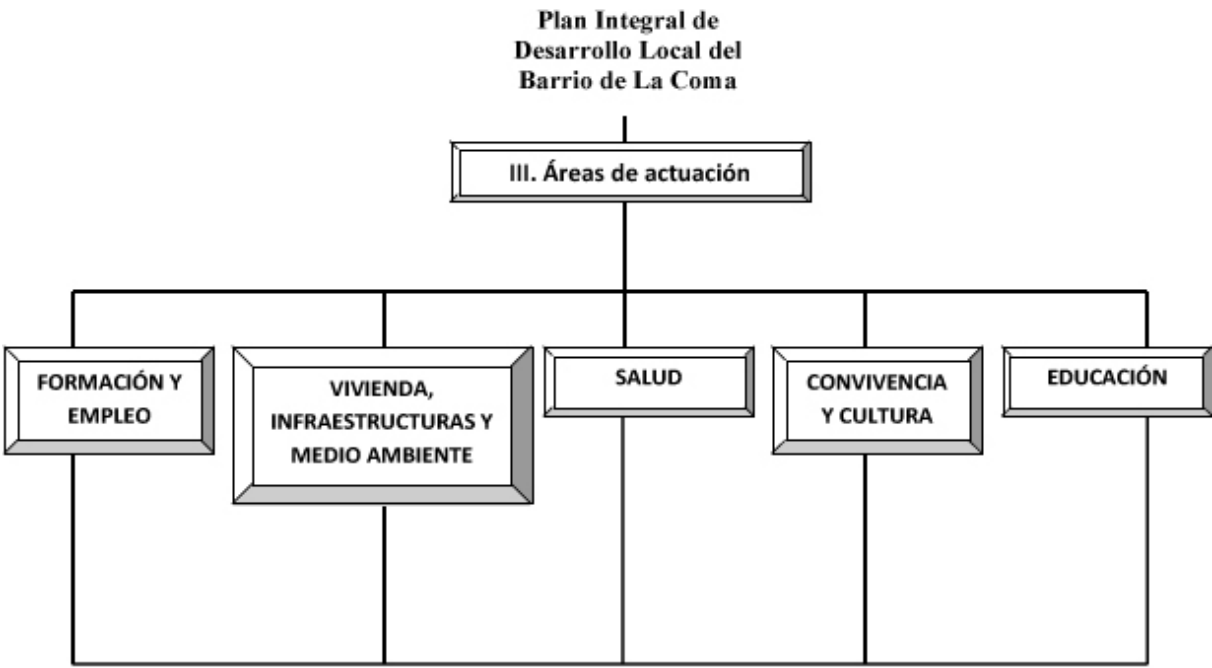 Plan Integral de
Desarrollo Local del
Barrio de La Coma
III. Áreas de actuación
FORMACIÓN Y
EMPLEO
VIVIENDA,
INFRAESTRUCTURAS Y
MEDIO AMBIENTE
SALUD
CONVIVENCIA
Y CULTURA
EDUCACIÓN